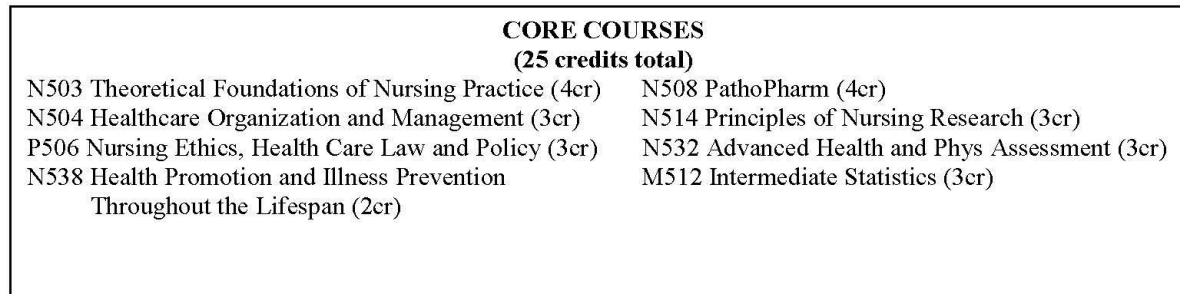 CORE COURSES
(25 credits total)
N503 Theoretical Foundations of Nursing Practice (4cr)
N504 Healthcare Organization and Management (3cr)
P506 Nursing Ethics, Health Care Law and Policy (3cr)
N538 Health Promotion and Illness Prevention
Throughout the Lifespan (2cr)
N508 PathoPharm (4cr)
N514 Principles of Nursing Research (3cr)
N532 Advanced Health and Phys Assessment (3cr)
M512 Intermediate Statistics (3cr)